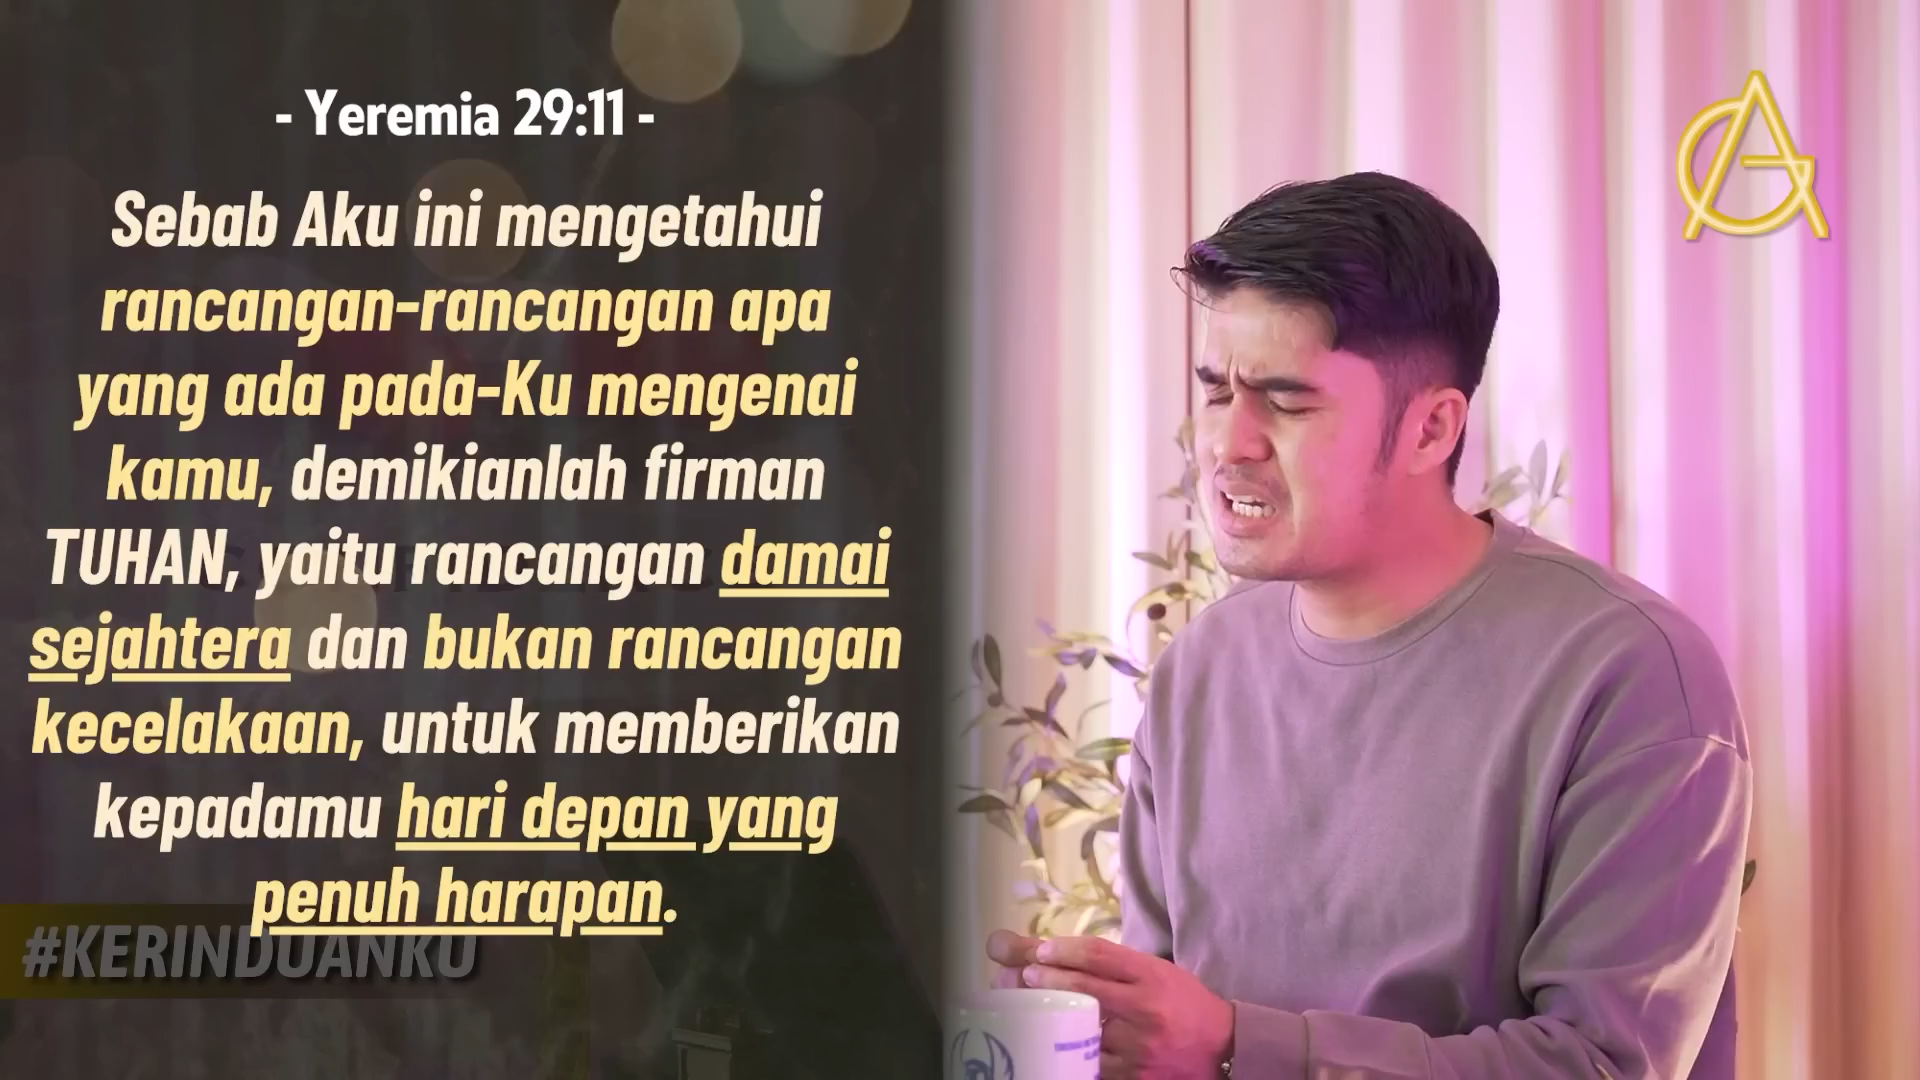 - Yeremia 29:11 -
Sebab Aku ini mengetahui
rancangan-rancangan apa
yang ada pada-Ku mengenai
kamu, demikianlah firman
TUHAN, yaitu rancangan damai
sejahtera dan bukan rancangan
kecelakaan, untuk memberikan
kepadamu hari depan yang
penuh harapan.
#KERINDUANKU